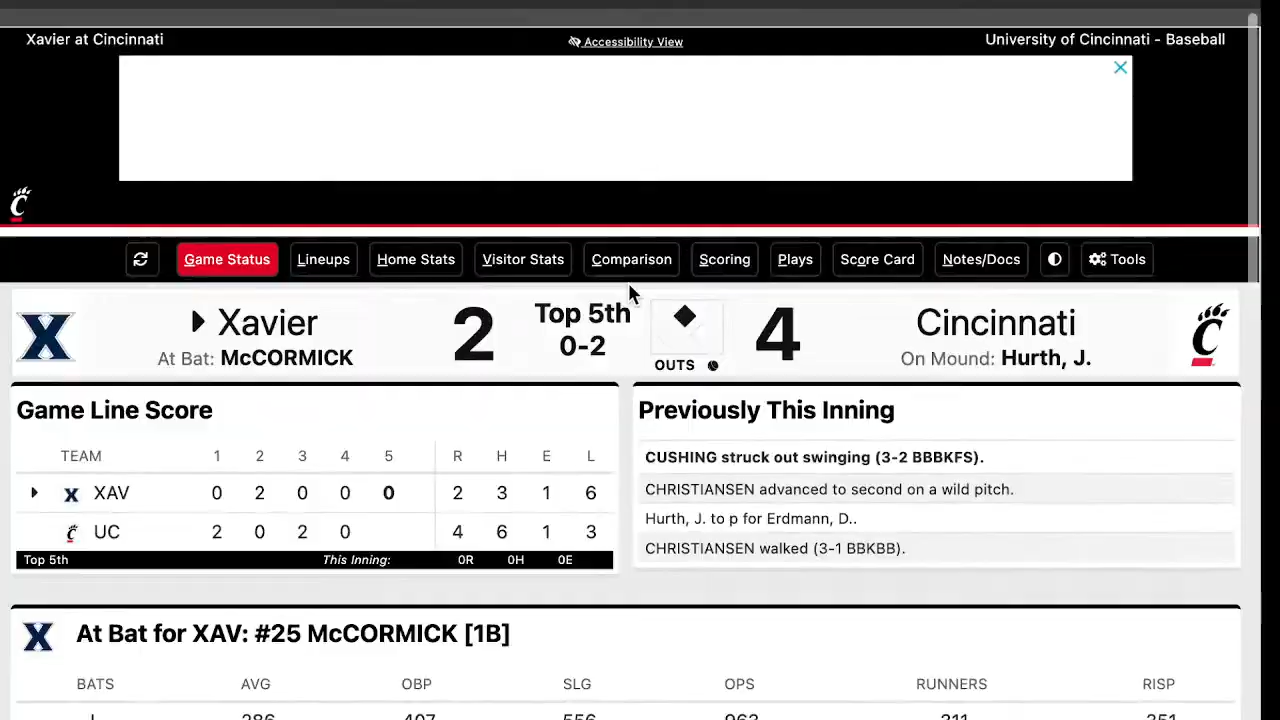 Xavier at Cincinnati
Accessibility View
University of Cincinnati - Baseball
C
Game Status Lineups Home Stats Visitor Stats Comparison Scoring Plays Score Card Notes/Docs Tools
X Xavier 2 Top 5th 4 Cincinnati C
At Bat: McCORMICK 0-2 OUTS On Mound: Hurth, J.
Game Line Score
TEAM 1 2 3 4 5 R H E L
X XAV 0 2 0 0 0 2 3 1 6
C UC 2 0 2 0 4 6 1 3
Top 5th This Inning: 0R 0H 0E
Previously This Inning
CUSHING struck out swinging (3-2 BBBKFS).
CHRISTIANSEN advanced to second on a wild pitch.
Hurth, J. to p for Erdmann, D..
CHRISTIANSEN walked (3-1 BBKBB).
X At Bat for XAV: #25 McCORMICK [1B]
BATS AVG OBP SLG OPS RUNNERS RISP